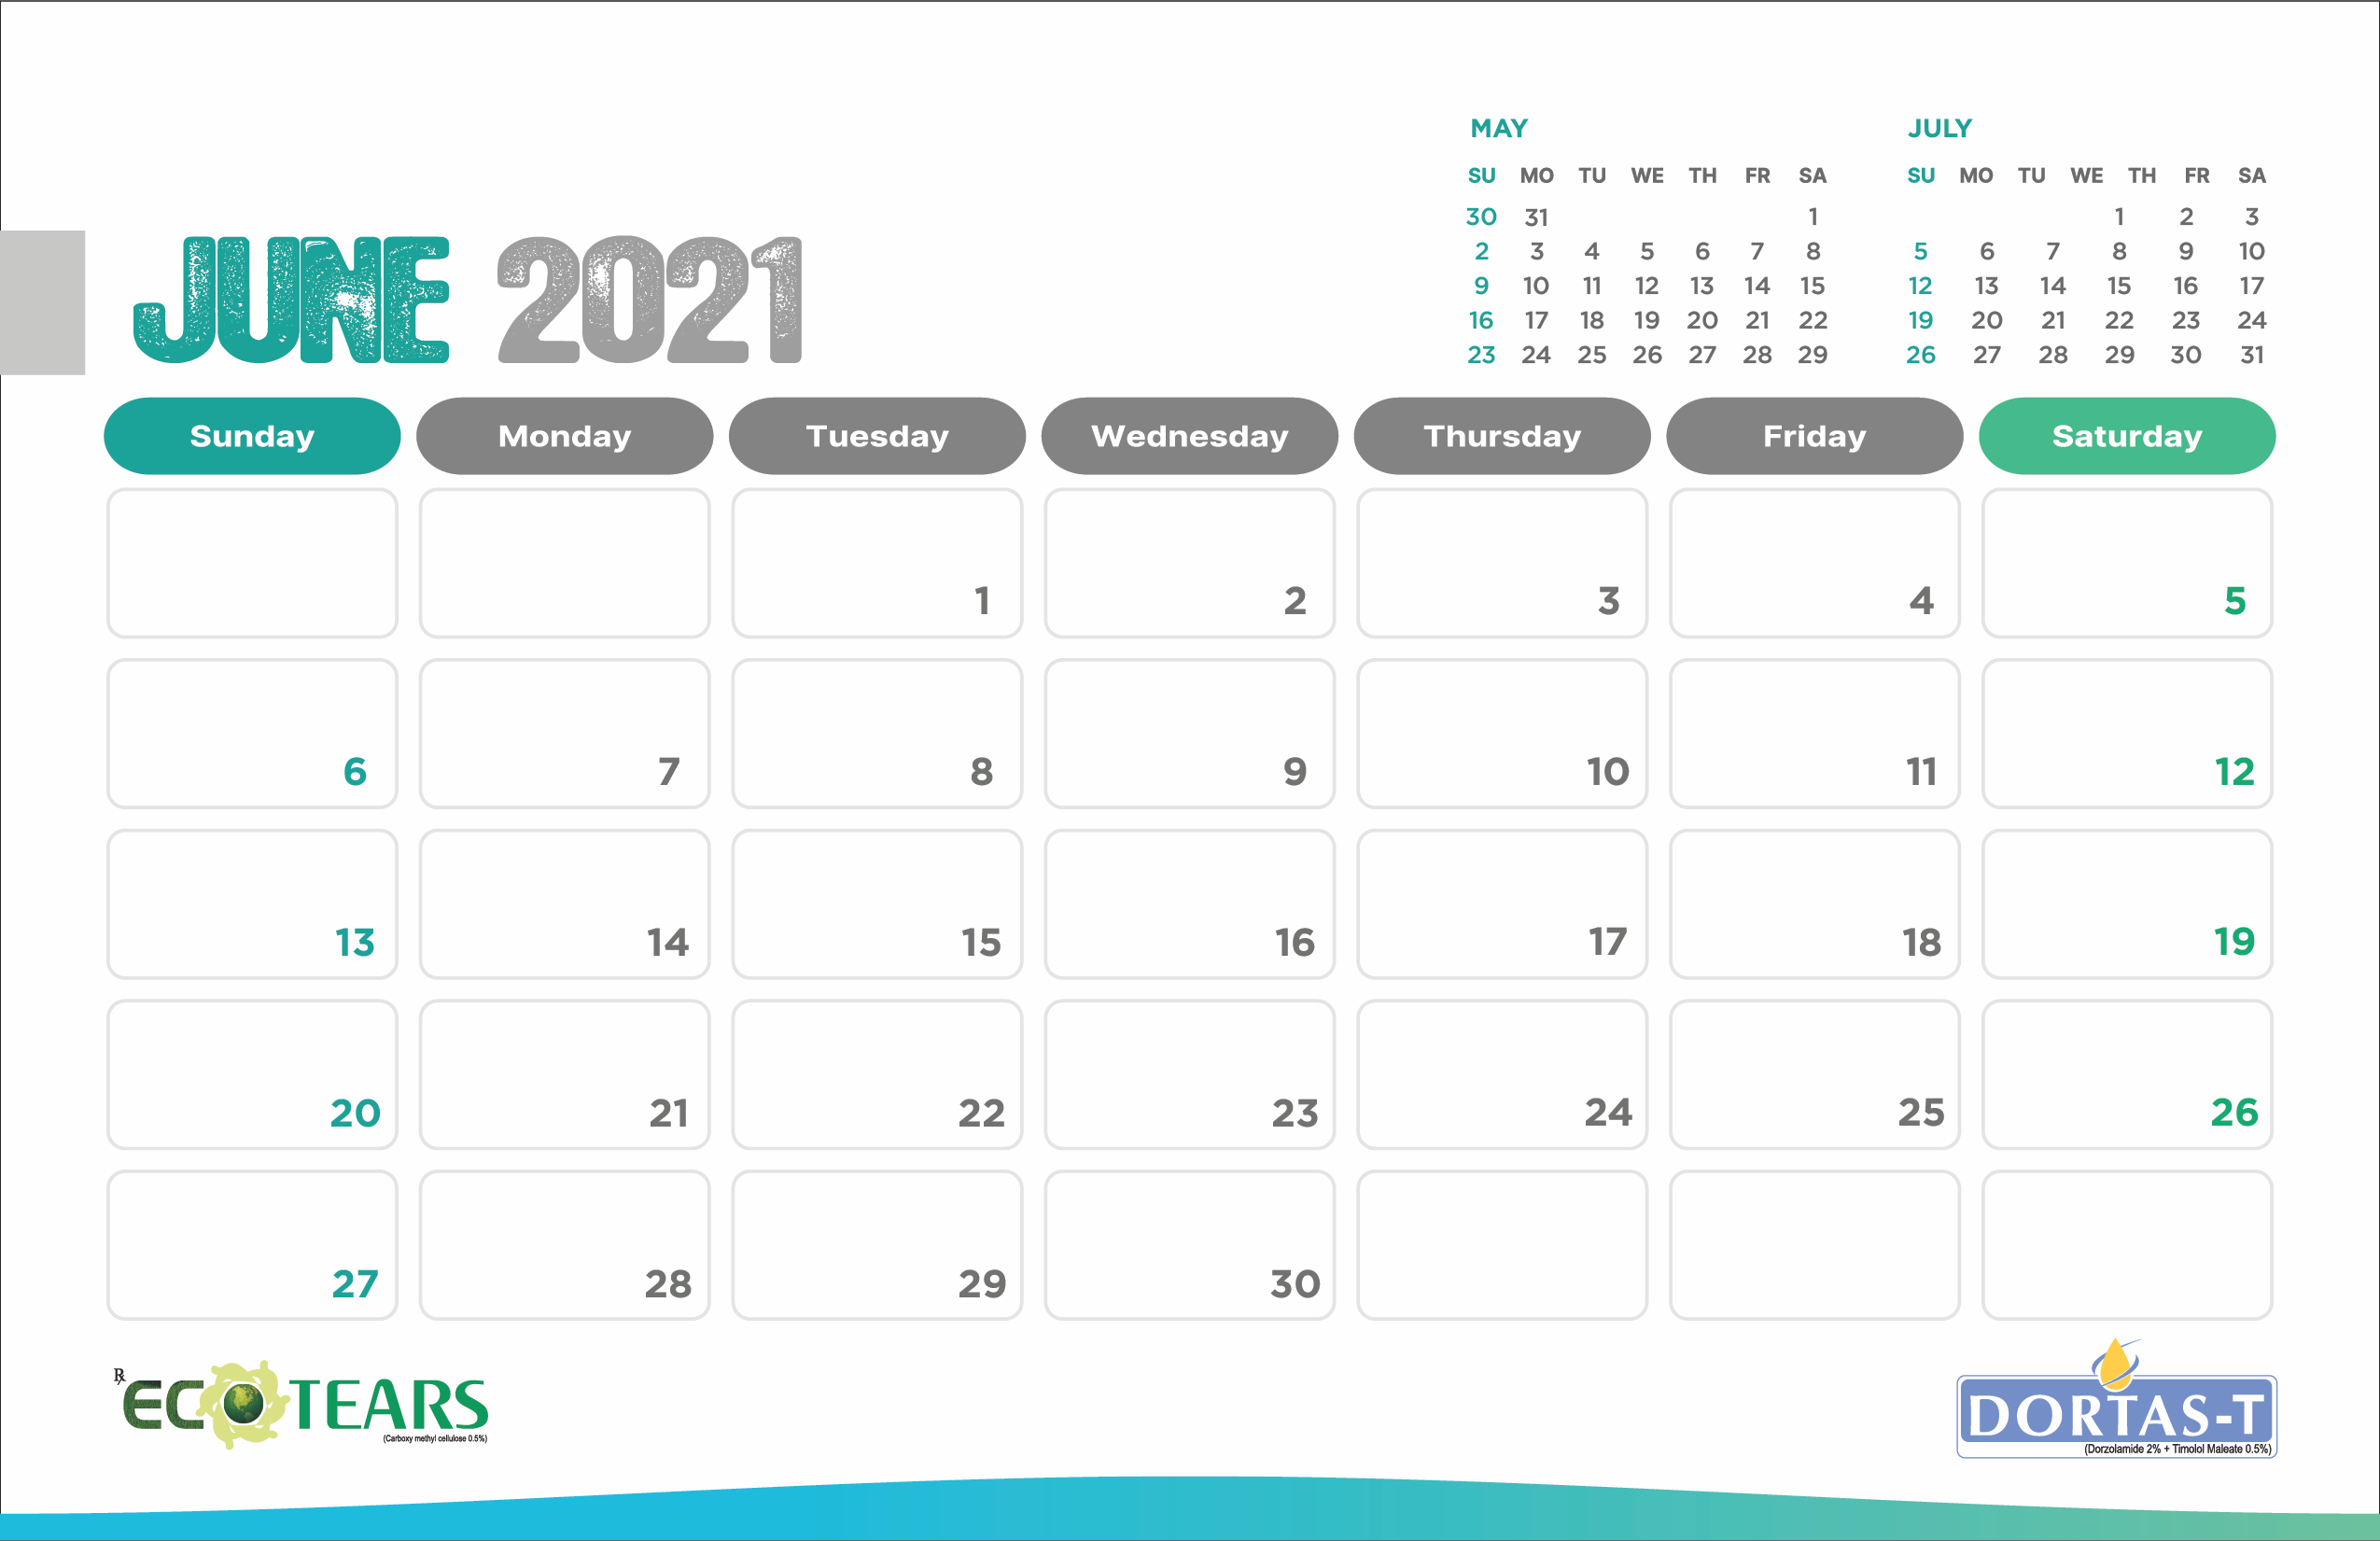 MAY
SU MO TU WE TH FR SA
30 31 1
2 3 4 5 6 7 8
9 10 11 12 13 14 15
16 17 18 19 20 21 22
23 24 25 26 27 28 29
JULY
SU MO TU WE TH FR SA
1 2 3
5 6 7 8 9 10
12 13 14 15 16 17
19 20 21 22 23 24
26 27 28 29 30 31
JUNE 2021
Sunday Monday Tuesday Wednesday Thursday Friday Saturday
1 2 3 4 5
6 7 8 9 10 11 12
13 14 15 16 17 18 19
20 21 22 23 24 25 26
27 28 29 30
℞ ECOTEARS
(Carboxy methyl cellulose 0.5%)
DORTAS-T
(Dorzolamide 2% + Timolol Maleate 0.5%)